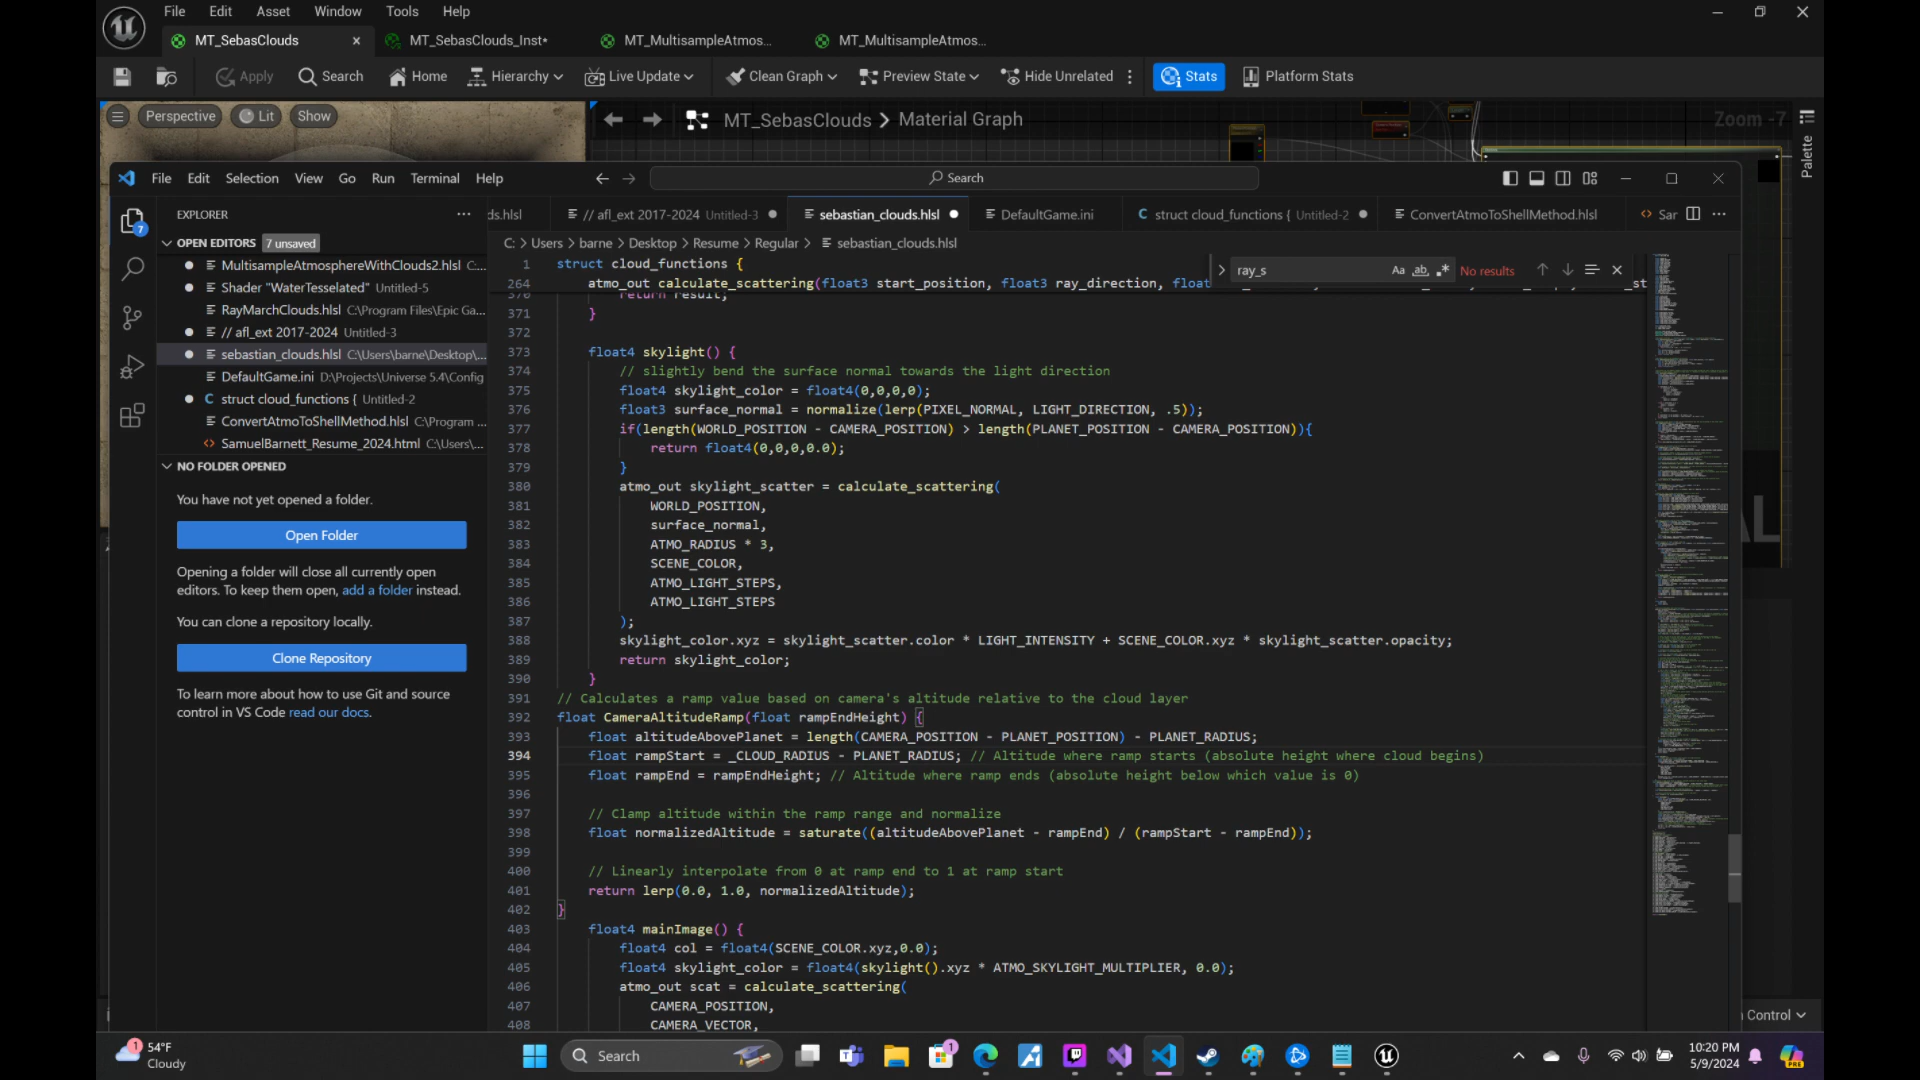 File Edit Asset Window Tools Help
MT_SebasClouds
MT_SebasClouds_Inst*
MT_MultisampleAtmos...
MT_MultisampleAtmos...
Apply Search Home Hierarchy Live Update Clean Graph Preview State Hide Unrelated Stats Platform Stats
Perspective Lit Show
MT_SebasClouds > Material Graph
Zoom -7
Palette
File Edit Selection View Go Run Terminal Help
Search
EXPLORER
ds.hlsl
// afl_ext 2017-2024 Untitled-3
sebastian_clouds.hlsl
DefaultGame.ini
struct cloud_functions { Untitled-2
ConvertAtmoToShellMethod.hlsl
Sar
OPEN EDITORS 7 unsaved
7
MultisampleAtmosphereWithClouds2.hlsl C:...
Shader "WaterTesselated" Untitled-5
RayMarchClouds.hlsl C:\Program Files\Epic Ga...
// afl_ext 2017-2024 Untitled-3
sebastian_clouds.hlsl C:\Users\barne\Desktop\...
DefaultGame.ini D:\Projects\Universe 5.4\Config
struct cloud_functions { Untitled-2
ConvertAtmoToShellMethod.hlsl C:\Program ...
SamuelBarnett_Resume_2024.html C:\Users\...
NO FOLDER OPENED
You have not yet opened a folder.
Open Folder
Opening a folder will close all currently open
editors. To keep them open, add a folder instead.
You can clone a repository locally.
Clone Repository
To learn more about how to use Git and source
control in VS Code read our docs.
C: > Users > barne > Desktop > Resume > Regular > sebastian_clouds.hlsl
ray_s
Aa ab No results
1 struct cloud_functions {
264 atmo_out calculate_scattering(float3 start_position, float3 ray_direction, float
370 return result;
371 }
372
373 float4 skylight() {
374 // slightly bend the surface normal towards the light direction
375 float4 skylight_color = float4(0,0,0,0);
376 float3 surface_normal = normalize(lerp(PIXEL_NORMAL, LIGHT_DIRECTION, .5));
377 if(length(WORLD_POSITION - CAMERA_POSITION) > length(PLANET_POSITION - CAMERA_POSITION)){
378 return float4(0,0,0,0.0);
379 }
380 atmo_out skylight_scatter = calculate_scattering(
381 WORLD_POSITION,
382 surface_normal,
383 ATMO_RADIUS * 3,
384 SCENE_COLOR,
385 ATMO_LIGHT_STEPS,
386 ATMO_LIGHT_STEPS
387 );
388 skylight_color.xyz = skylight_scatter.color * LIGHT_INTENSITY + SCENE_COLOR.xyz * skylight_scatter.opacity;
389 return skylight_color;
390 }
391 // Calculates a ramp value based on camera's altitude relative to the cloud layer
392 float CameraAltitudeRamp(float rampEndHeight) {
393 float altitudeAbovePlanet = length(CAMERA_POSITION - PLANET_POSITION) - PLANET_RADIUS;
394 float rampStart = _CLOUD_RADIUS - PLANET_RADIUS; // Altitude where ramp starts (absolute height where cloud begins)
395 float rampEnd = rampEndHeight; // Altitude where ramp ends (absolute height below which value is 0)
396
397 // Clamp altitude within the ramp range and normalize
398 float normalizedAltitude = saturate((altitudeAbovePlanet - rampEnd) / (rampStart - rampEnd));
399
400 // Linearly interpolate from 0 at ramp end to 1 at ramp start
401 return lerp(0.0, 1.0, normalizedAltitude);
402 }
403 float4 mainImage() {
404 float4 col = float4(SCENE_COLOR.xyz,0.0);
405 float4 skylight_color = float4(skylight().xyz * ATMO_SKYLIGHT_MULTIPLIER, 0.0);
406 atmo_out scat = calculate_scattering(
407 CAMERA_POSITION,
408 CAMERA_VECTOR,
Control
1 54°F
Cloudy
Search
1
10:20 PM
5/9/2024
PRE